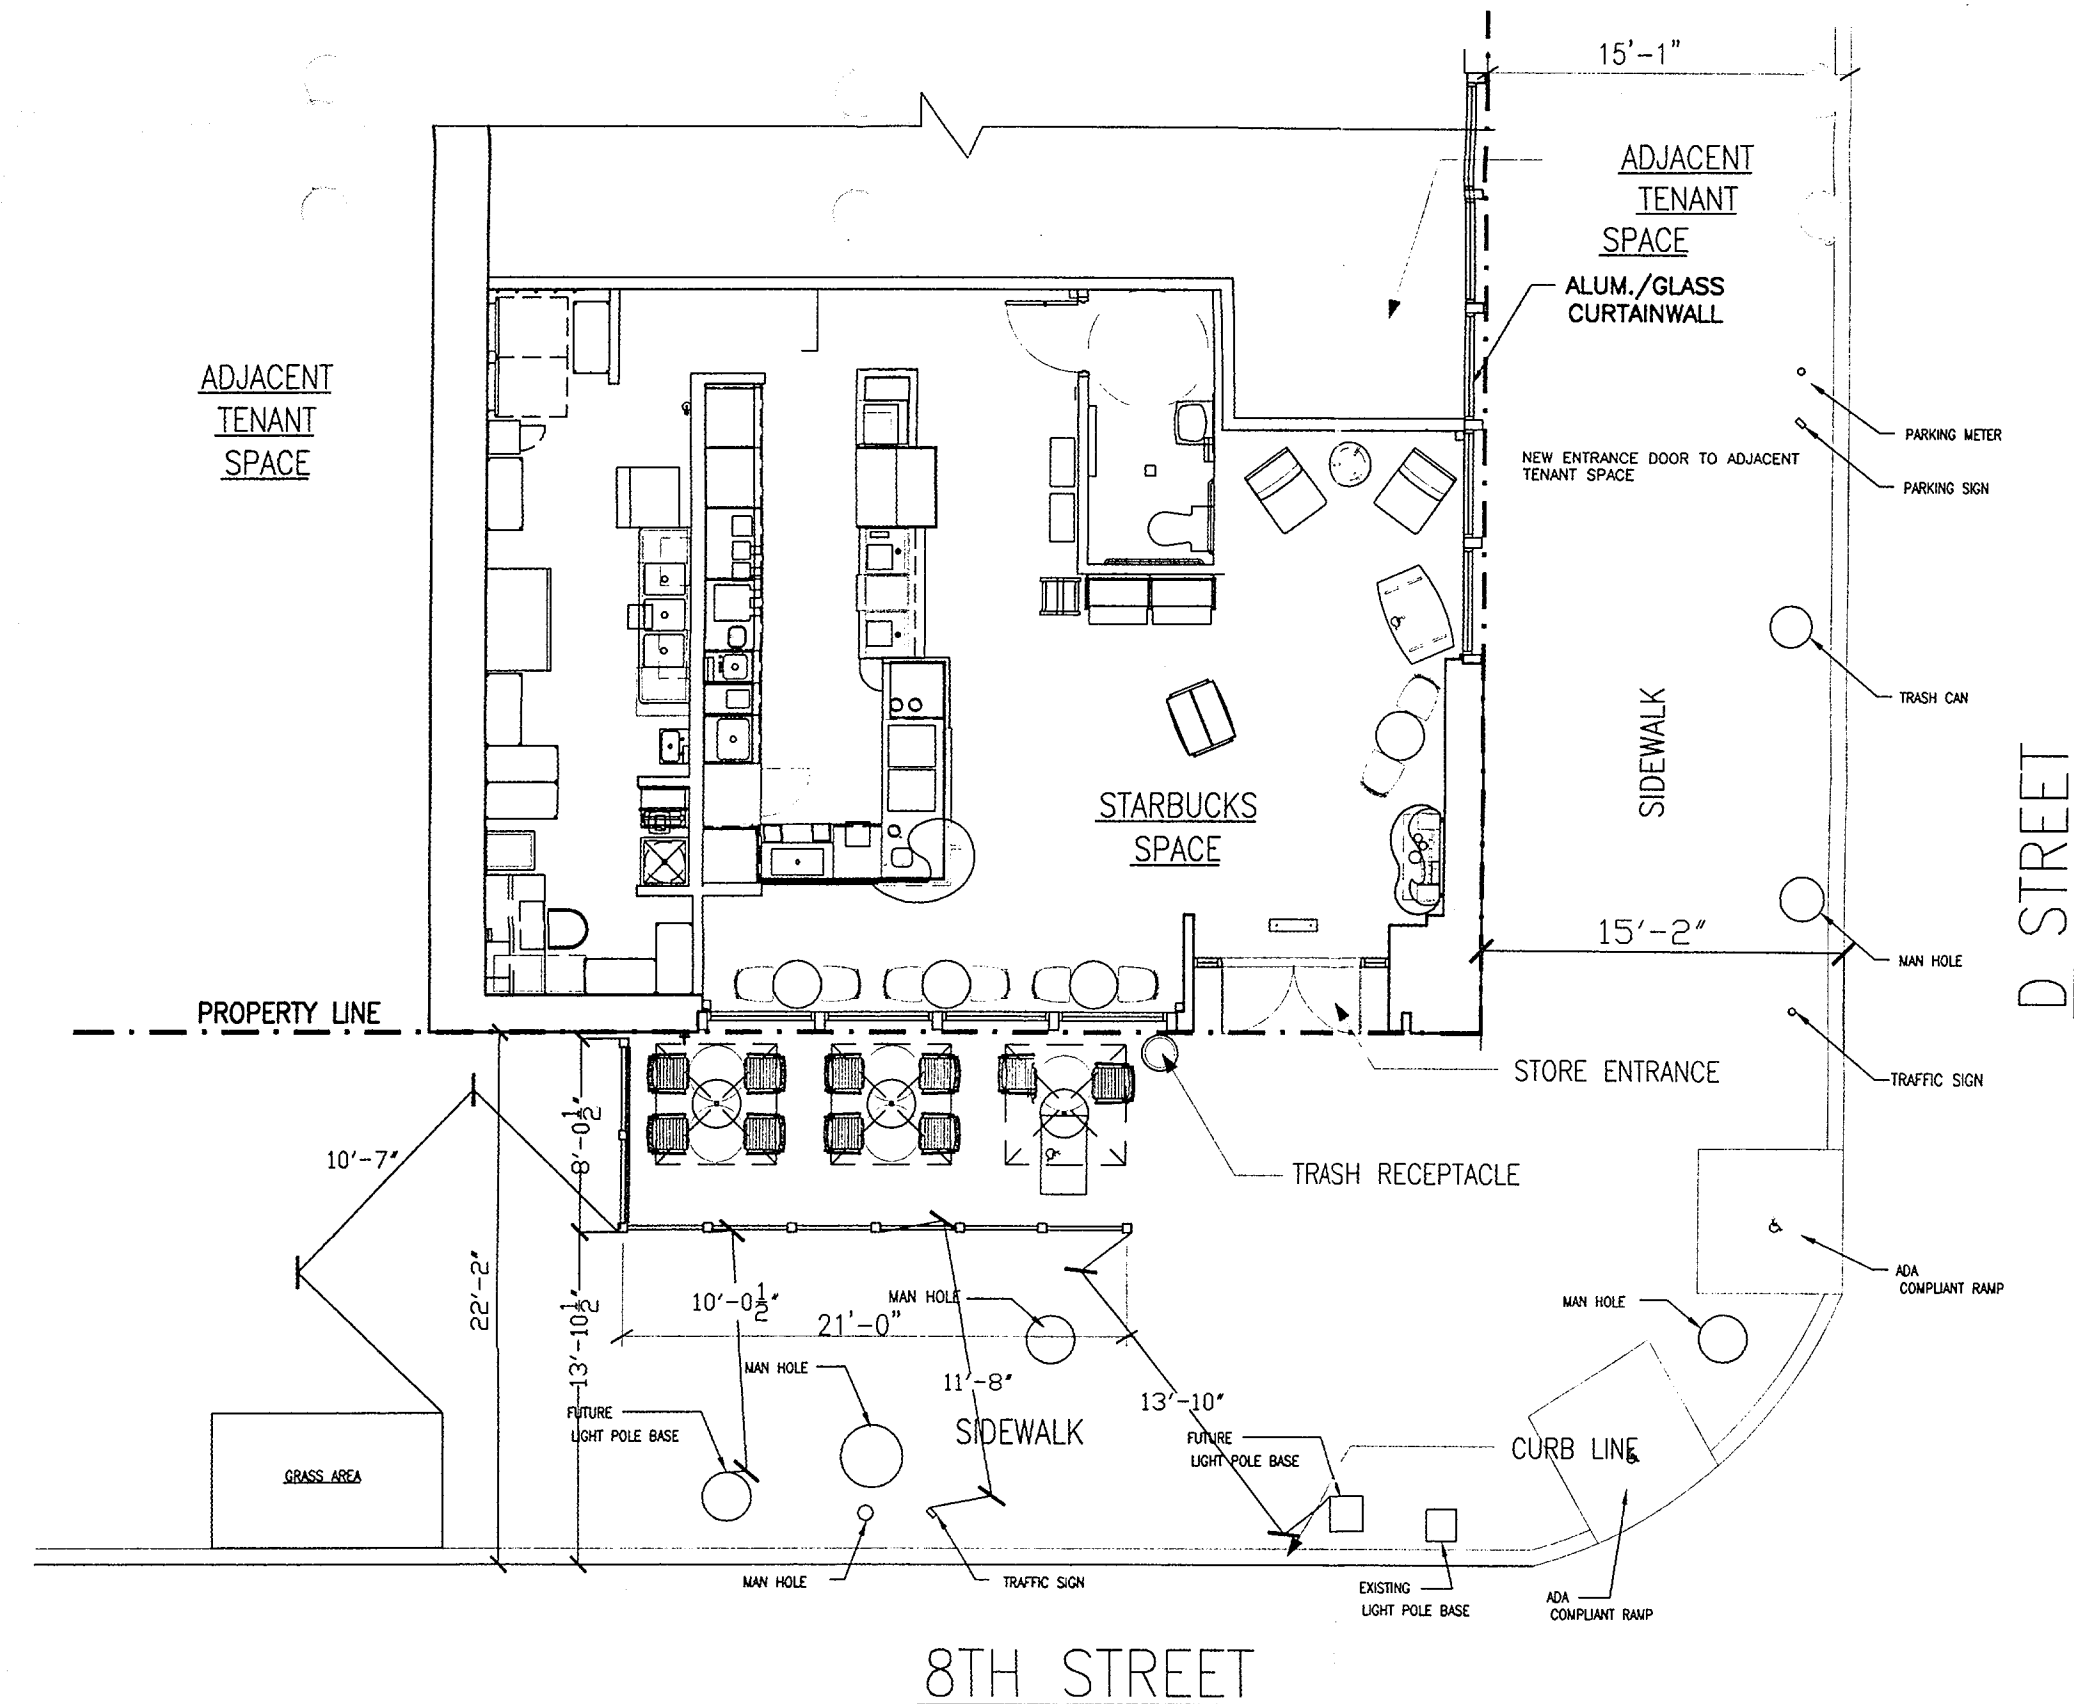 15'-1"
ADJACENT
TENANT
SPACE
ALUM./GLASS
CURTAINWALL
ADJACENT
TENANT
SPACE
PARKING METER
NEW ENTRANCE DOOR TO ADJACENT
TENANT SPACE
PARKING SIGN
TRASH CAN
SIDEWALK
D STREET
STARBUCKS
SPACE
15'-2"
MAN HOLE
PROPERTY LINE
STORE ENTRANCE
TRAFFIC SIGN
8'-0½"
10'-7"
TRASH RECEPTACLE
22'-2"
13'-10½"
10'-0½"
MAN HOLE
21'-0"
ADA
COMPLIANT RAMP
MAN HOLE
MAN HOLE
11'-8"
13'-10"
FUTURE
LIGHT POLE BASE
SIDEWALK
FUTURE
LIGHT POLE BASE
CURB LINE
GRASS AREA
MAN HOLE
TRAFFIC SIGN
EXISTING
LIGHT POLE BASE
ADA
COMPLIANT RAMP
8TH STREET